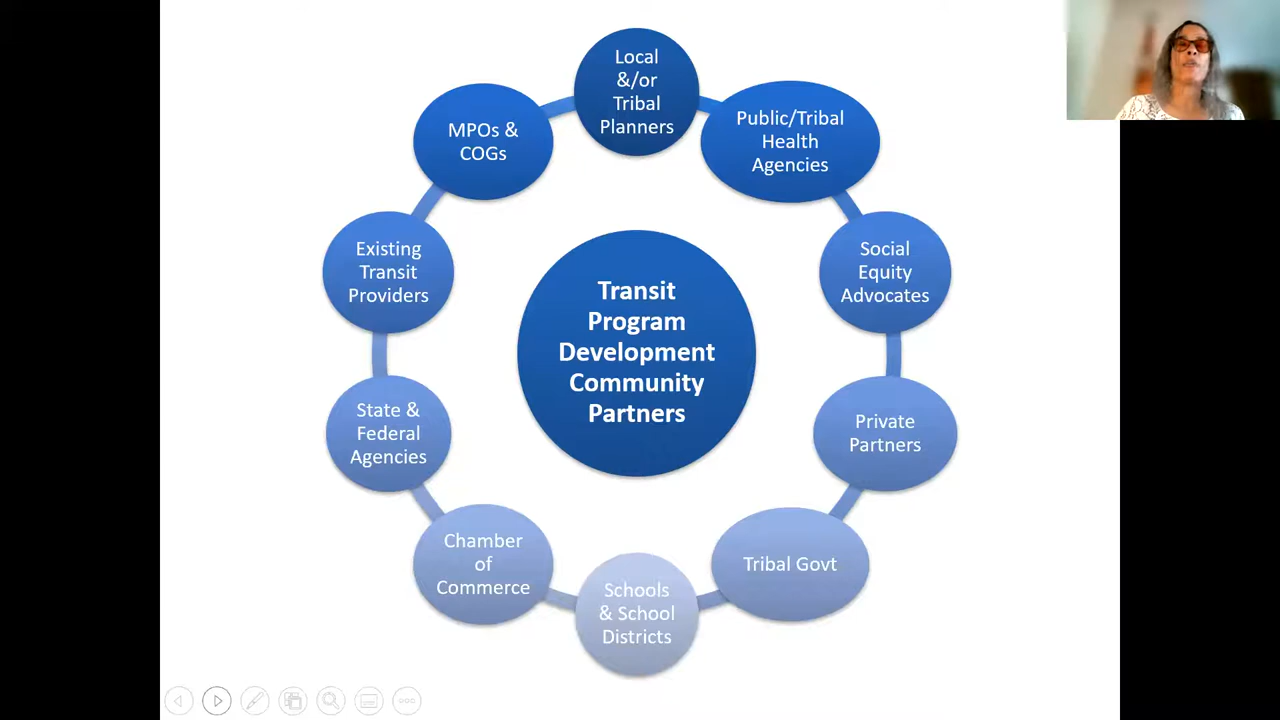 Local
&/or
Tribal
Planners
Public/Tribal
Health
Agencies
Social
Equity
Advocates
Private
Partners
Tribal Govt
Schools
& School
Districts
Chamber
of
Commerce
State &
Federal
Agencies
Existing
Transit
Providers
MPOs &
COGs
Transit
Program
Development
Community
Partners